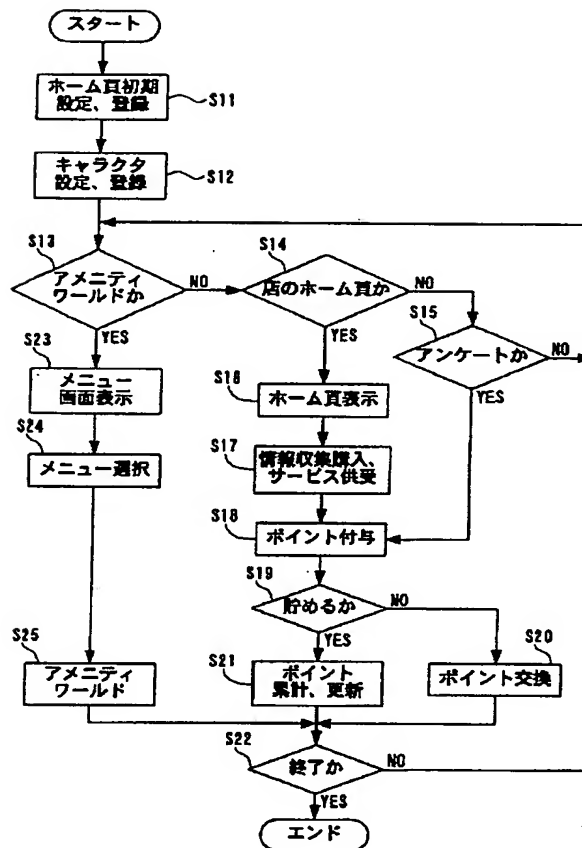 スタート
ホーム頁初期
設定、登録
S11
キャラクタ
設定、登録
S12
S13
アメニティ
ワールドか
NO
YES
S14
店のホーム頁か
NO
YES
S15
アンケートか
NO
YES
S23
メニュー
画面表示
S16
ホーム頁表示
S24
メニュー選択
S17
情報収集購入、
サービス供受
S18
ポイント付与
S19
貯めるか
NO
YES
S25
アメニティ
ワールド
S21
ポイント
累計、更新
S20
ポイント交換
S22
終了か
NO
YES
エンド